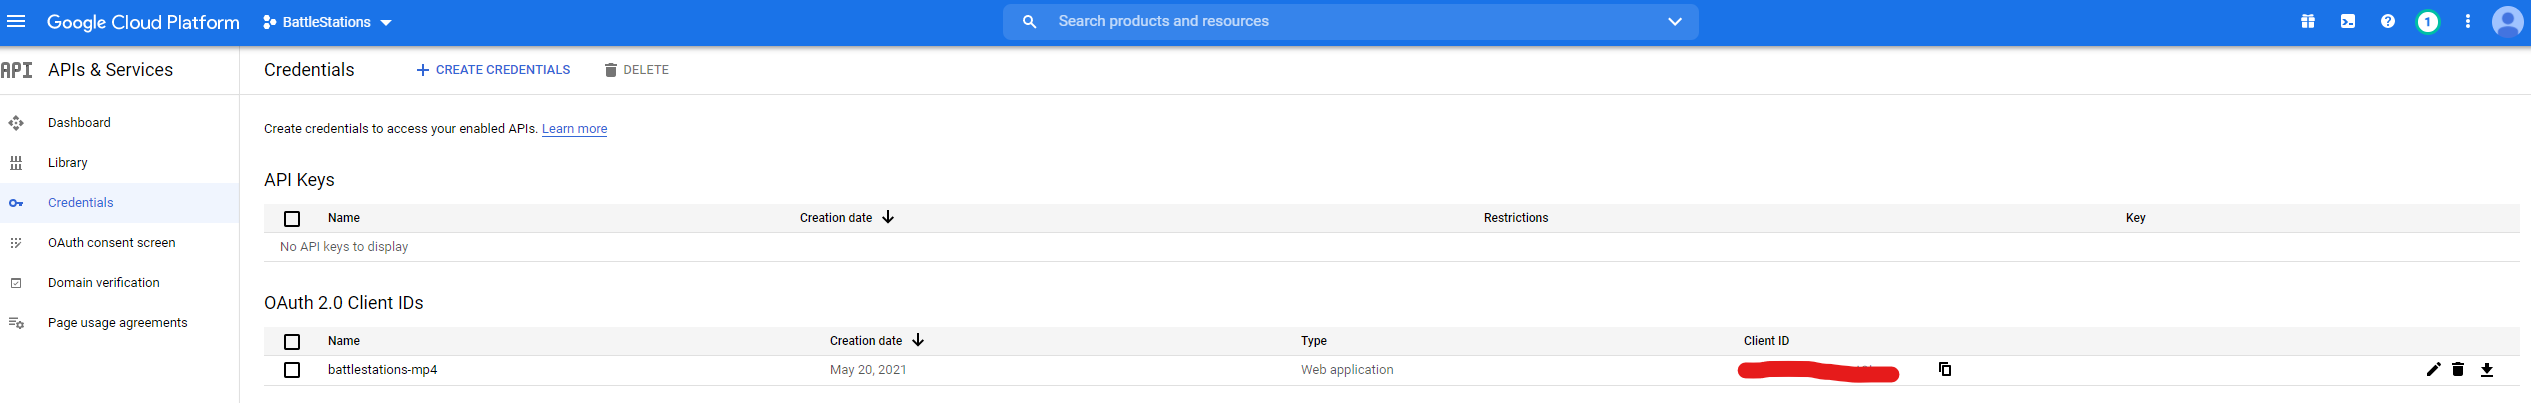 Google Cloud Platform BattleStations Search products and resources 1
API APIs & Services Credentials CREATE CREDENTIALS DELETE
Dashboard
Library
Credentials
OAuth consent screen
Domain verification
Page usage agreements
Create credentials to access your enabled APIs. Learn more
API Keys
Name Creation date Restrictions Key
No API keys to display
OAuth 2.0 Client IDs
Name Creation date Type Client ID
battlestations-mp4 May 20, 2021 Web application